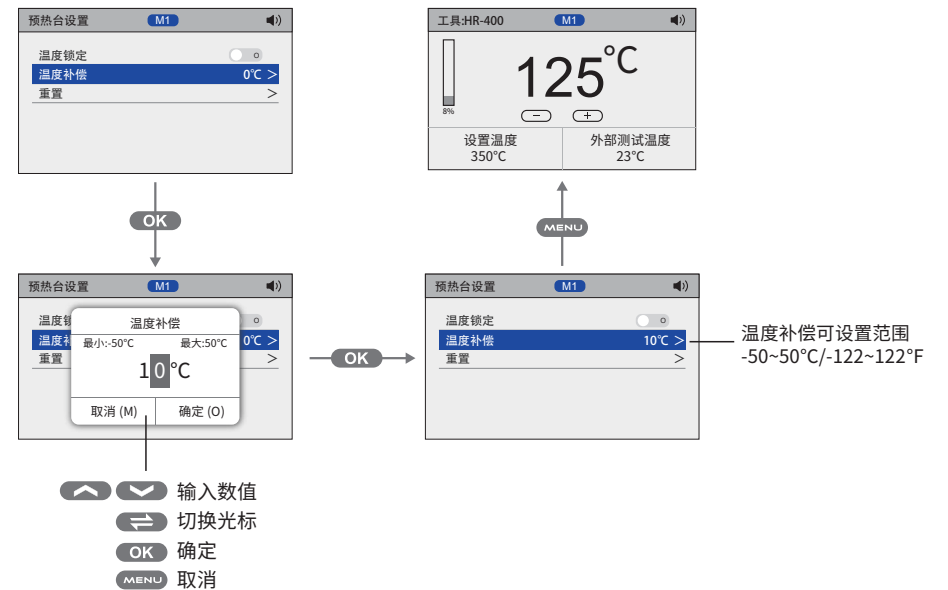 预热台设置 M1
温度锁定
温度补偿 0℃ >
重置 >
OK
预热台设置 M1
温度锁
温度补 0℃ >
重置 >
温度补偿
最小:-50℃ 最大:50℃
10℃
取消 (M) 确定 (O)
输入数值
切换光标
OK 确定
MENU 取消
OK
预热台设置 M1
温度锁定
温度补偿 10℃ >
重置 >
温度补偿可设置范围
-50~50℃/-122~122°F
MENU
工具:HR-400 M1
125℃
8%
− +
设置温度 外部测试温度
350℃ 23℃